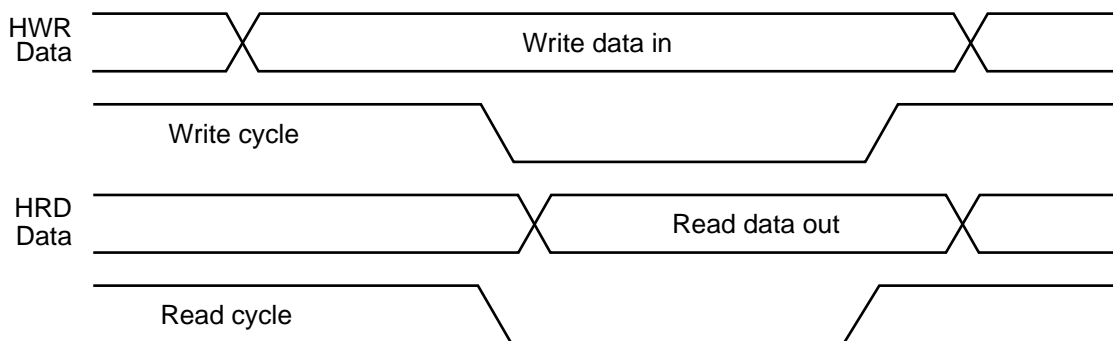 HWR
Data
Write data in
Write cycle
HRD
Data
Read data out
Read cycle